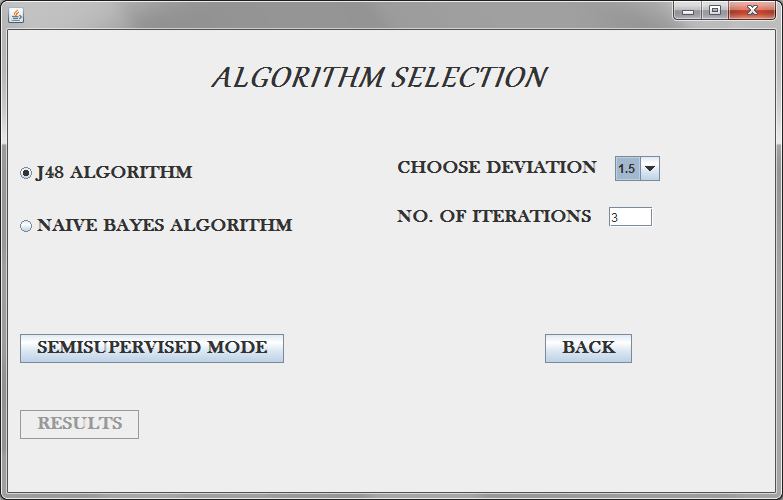 ALGORITHM SELECTION
J48 ALGORITHM
CHOOSE DEVIATION 1.5
NAIVE BAYES ALGORITHM
NO. OF ITERATIONS 3
SEMISUPERVISED MODE
BACK
RESULTS